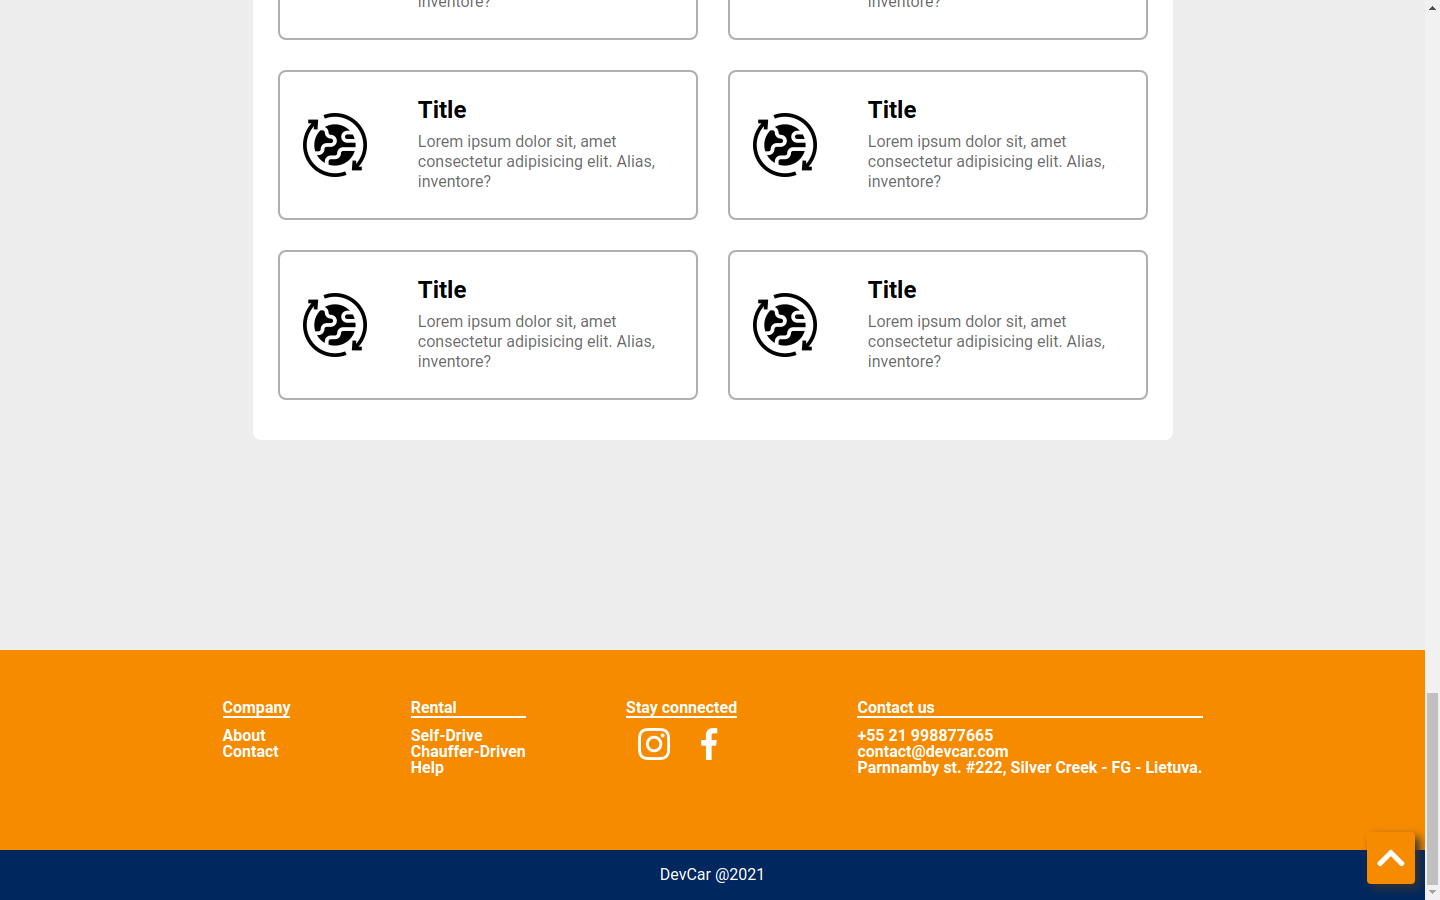 inventore?
inventore?
Title
Lorem ipsum dolor sit, amet
consectetur adipisicing elit. Alias,
inventore?
Title
Lorem ipsum dolor sit, amet
consectetur adipisicing elit. Alias,
inventore?
Title
Lorem ipsum dolor sit, amet
consectetur adipisicing elit. Alias,
inventore?
Title
Lorem ipsum dolor sit, amet
consectetur adipisicing elit. Alias,
inventore?
Company
About
Contact
Rental
Self-Drive
Chauffer-Driven
Help
Stay connected
Contact us
+55 21 998877665
contact@devcar.com
Parnnamby st. #222, Silver Creek - FG - Lietuva.
DevCar @2021